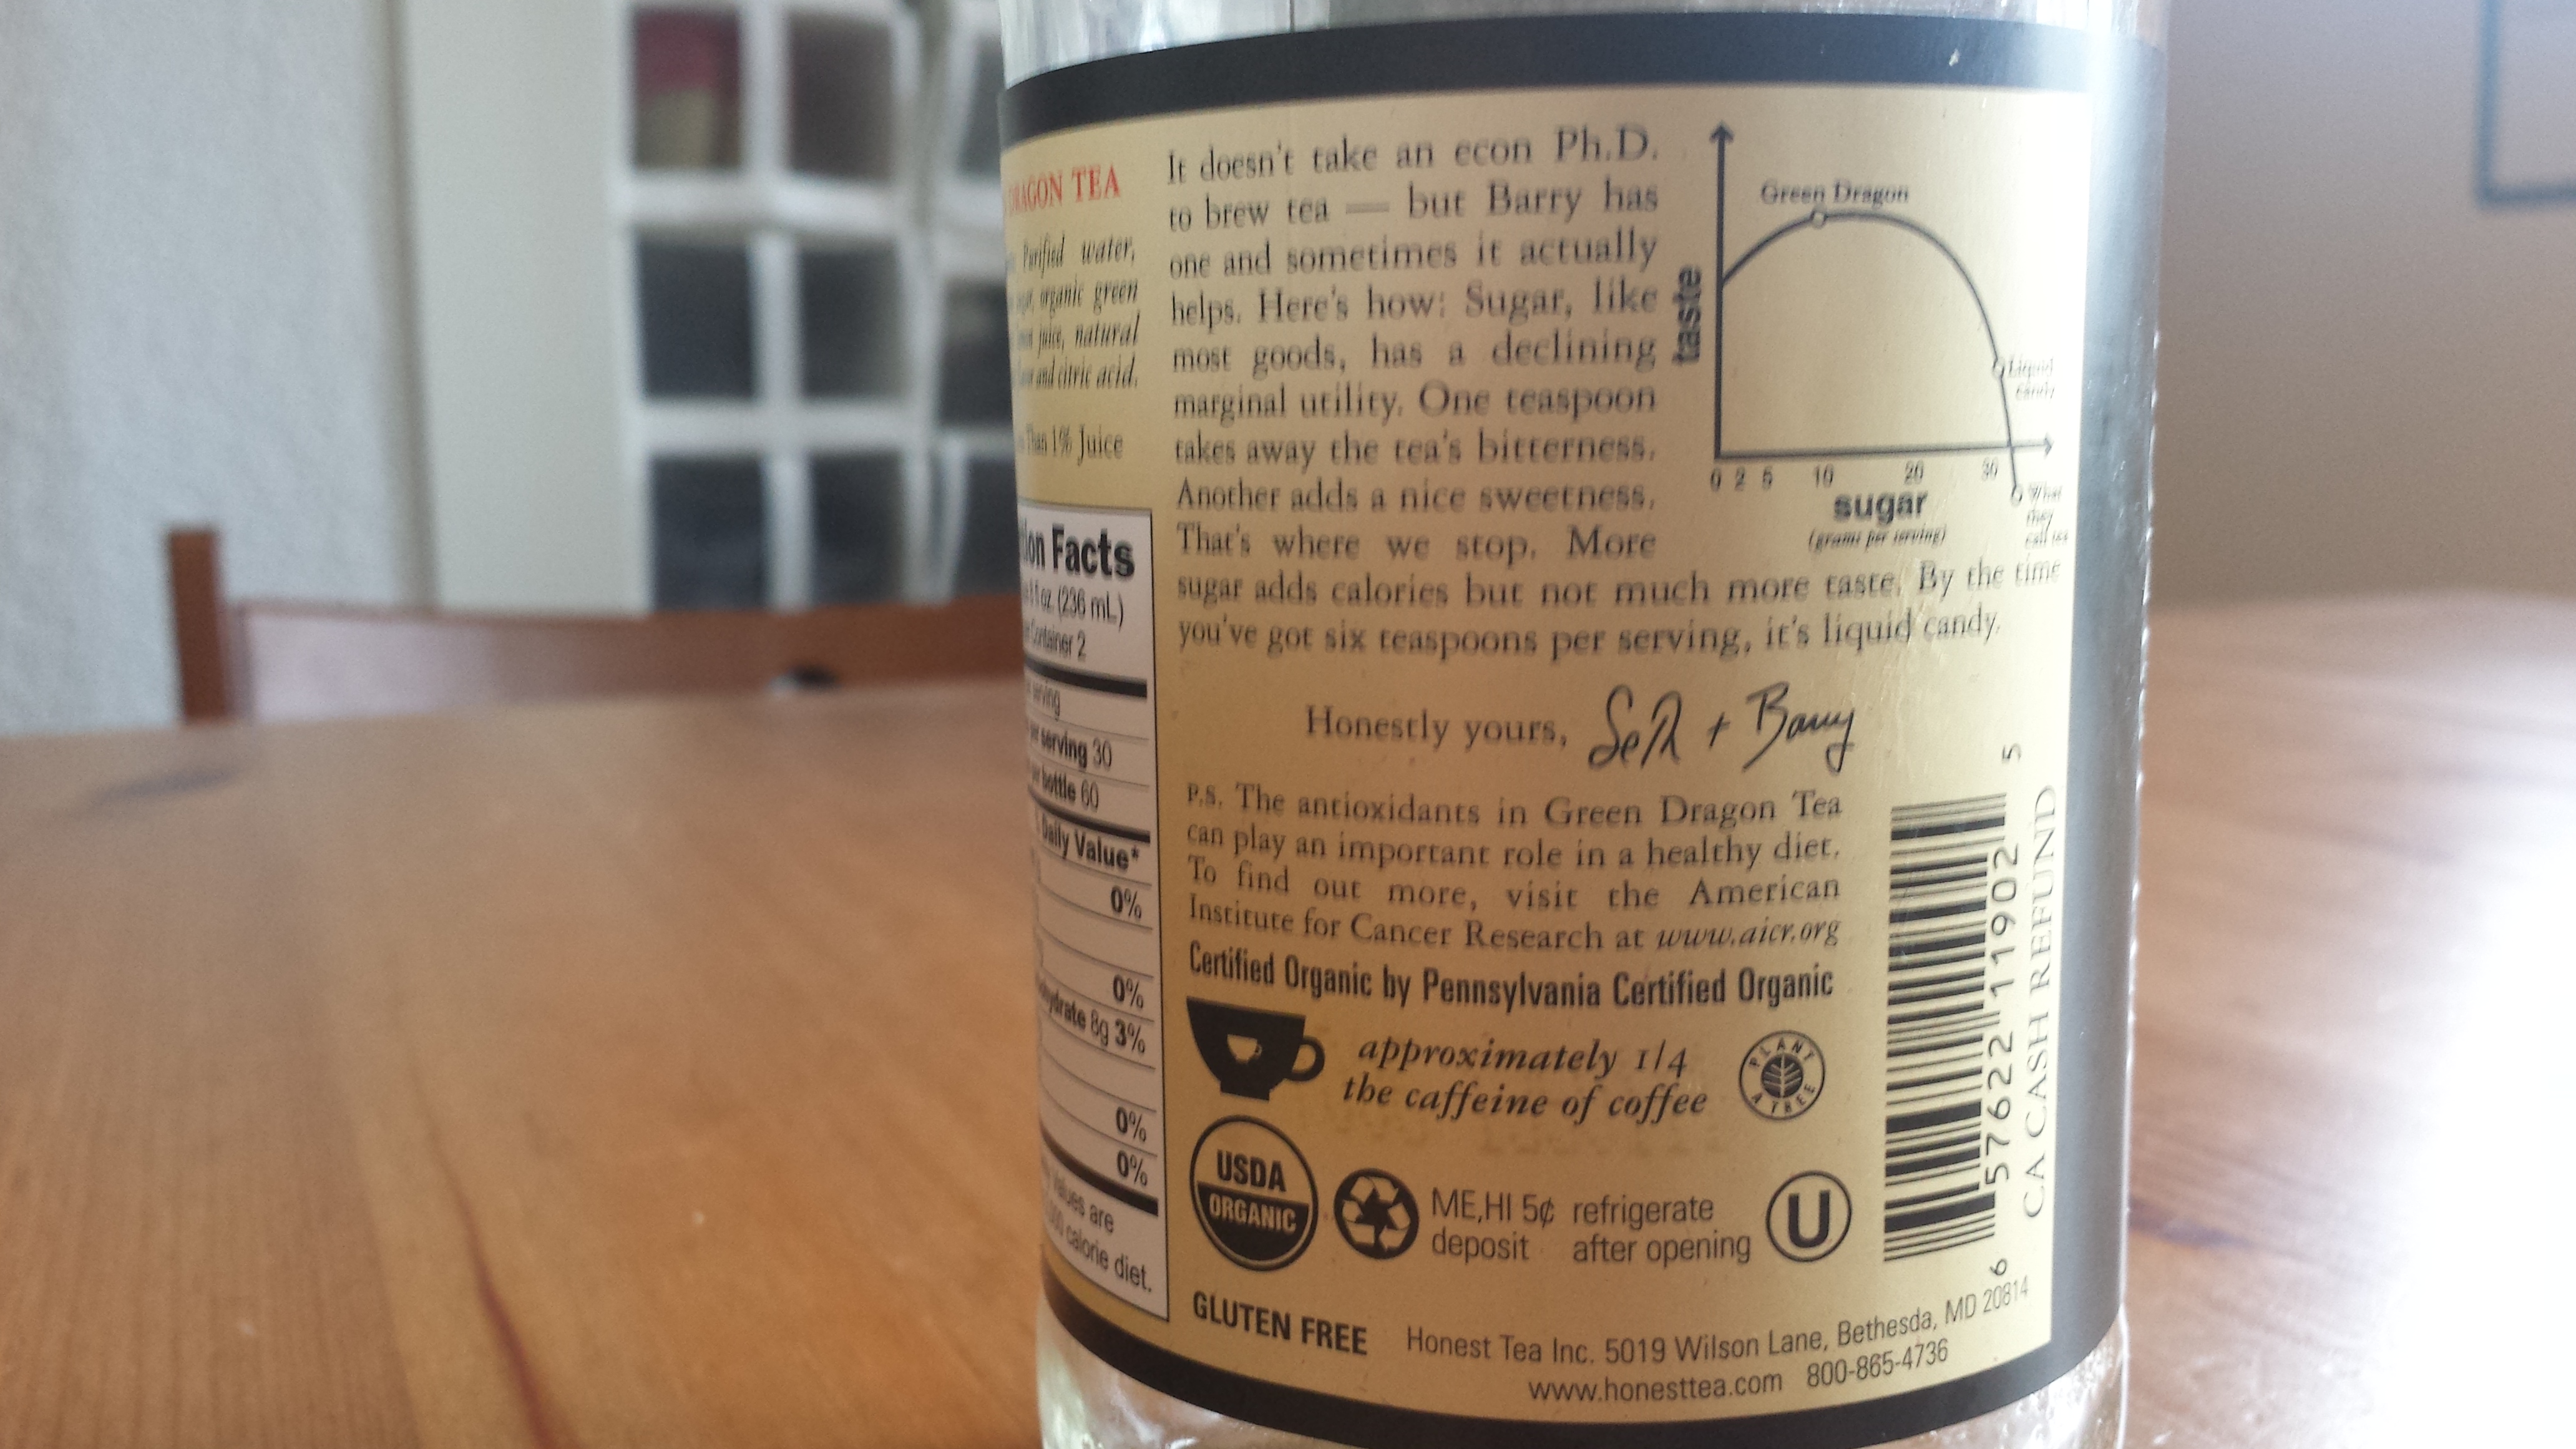 DRAGON TEA
Purified water,
organic green
juice, natural
and citric acid.
Than 1% Juice
Facts
fl oz. (236 mL)
Container 2
serving
serving 30
bottle 60
Daily Value*
0%
0%
8g 3%
0%
0%
Values are
calorie diet.
It doesn't take an econ Ph.D.
to brew tea — but Barry has
one and sometimes it actually
helps. Here's how: Sugar, like
most goods, has a declining
marginal utility. One teaspoon
takes away the tea's bitterness.
Another adds a nice sweetness.
That's where we stop. More
sugar adds calories but not much more taste. By the time
you've got six teaspoons per serving, it's liquid candy.
taste
Green Dragon
Liquid
candy
0 2 5 10 20 30
sugar
(grams per serving)
What
they
call tea
Honestly yours, Seth + Barry
P.S. The antioxidants in Green Dragon Tea
can play an important role in a healthy diet.
To find out more, visit the American
Institute for Cancer Research at www.aicr.org
Certified Organic by Pennsylvania Certified Organic
approximately 1/4
the caffeine of coffee
PLANT
A TREE
USDA
ORGANIC
ME,HI 5¢
deposit
refrigerate
after opening
U
6 57622 11902 5
CA CASH REFUND
GLUTEN FREE
Honest Tea Inc. 5019 Wilson Lane, Bethesda, MD 20814
www.honesttea.com 800-865-4736